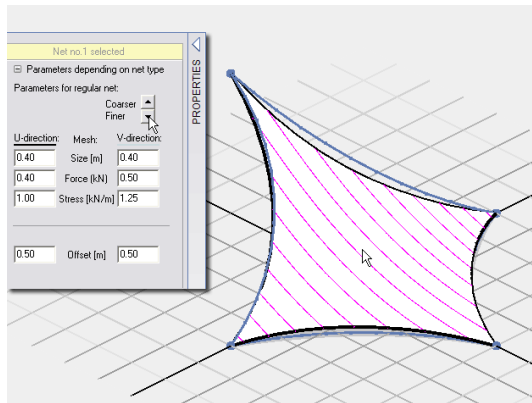 Net no.1 selected
PROPERTIES
Parameters depending on net type
Parameters for regular net:
Coarser
Finer
U-direction: Mesh: V-direction:
0.40 Size [m] 0.40
0.40 Force (kN) 0.50
1.00 Stress [kN/m] 1.25
0.50 Offset [m] 0.50